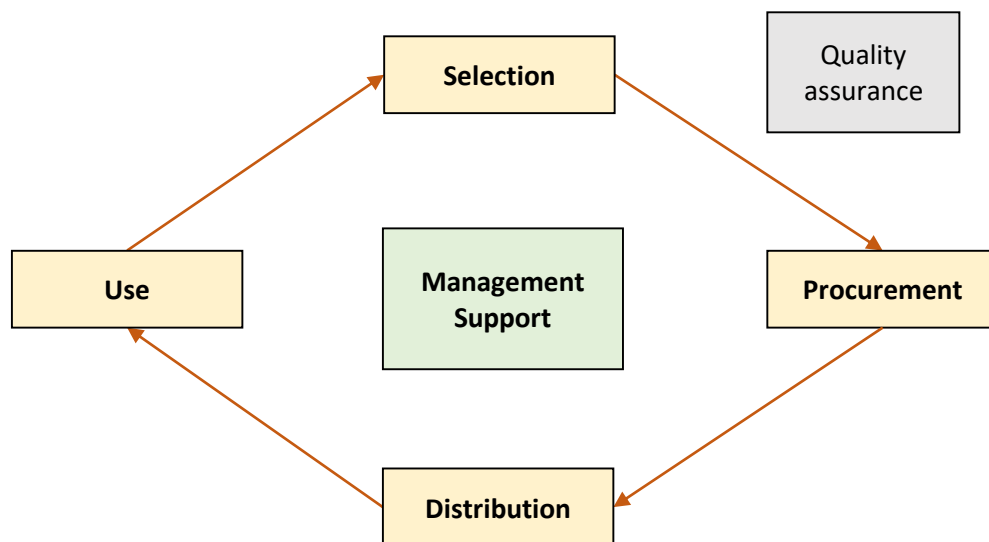 Selection
Quality
assurance
Use
Management
Support
Procurement
Distribution